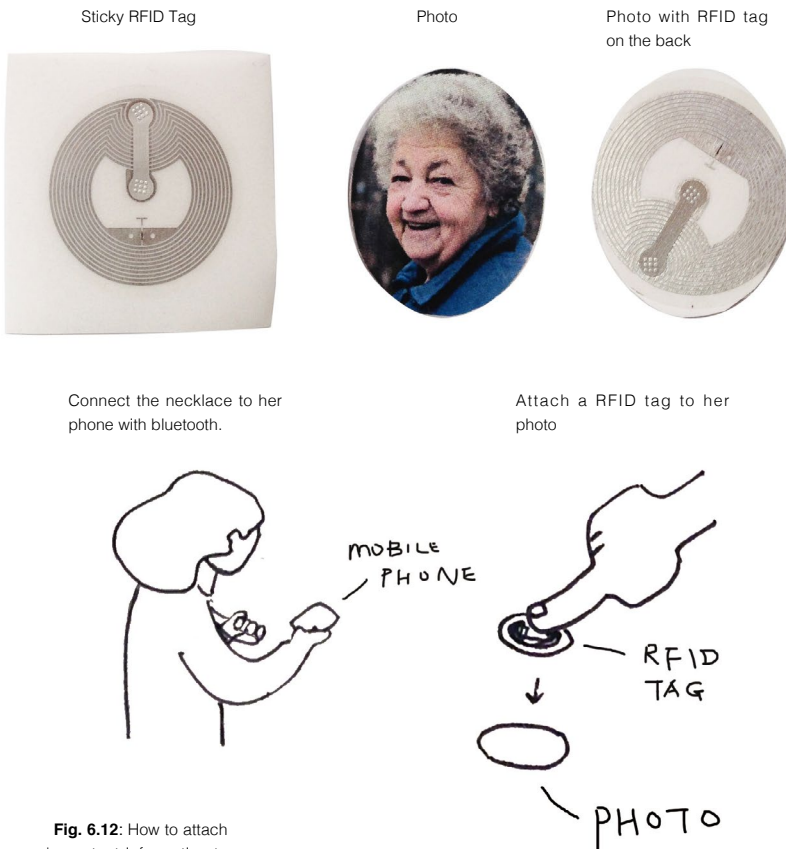 Sticky RFID Tag
Photo
Photo with RFID tag
on the back
Connect the necklace to her
phone with bluetooth.
Attach a RFID tag to her
photo
MOBILE
PHONE
RFID
TAG
PHOTO
Fig. 6.12: How to attach